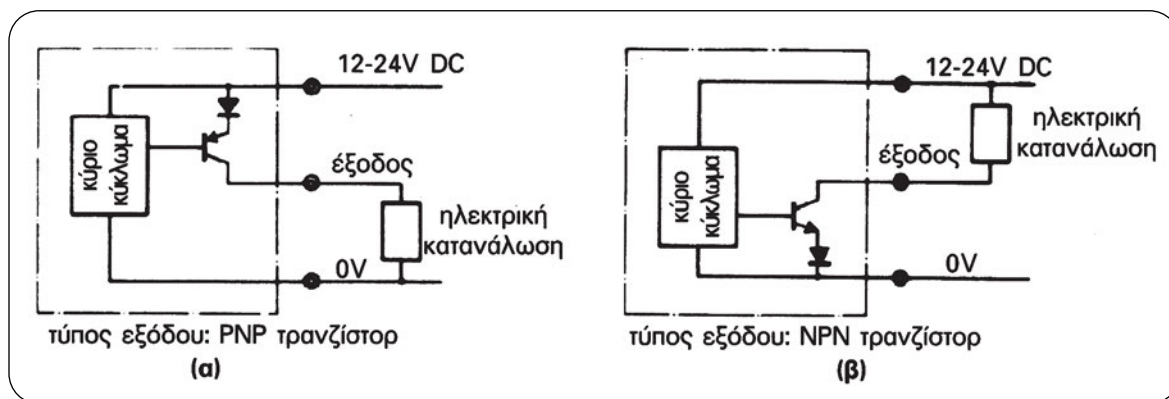 12-24V DC
κύριο
κύκλωμα
έξοδος
ηλεκτρική
κατανάλωση
0V
τύπος εξόδου: PNP τρανζίστορ
(α)
12-24V DC
ηλεκτρική
κατανάλωση
έξοδος
κύριο
κύκλωμα
0V
τύπος εξόδου: NPN τρανζίστορ
(β)